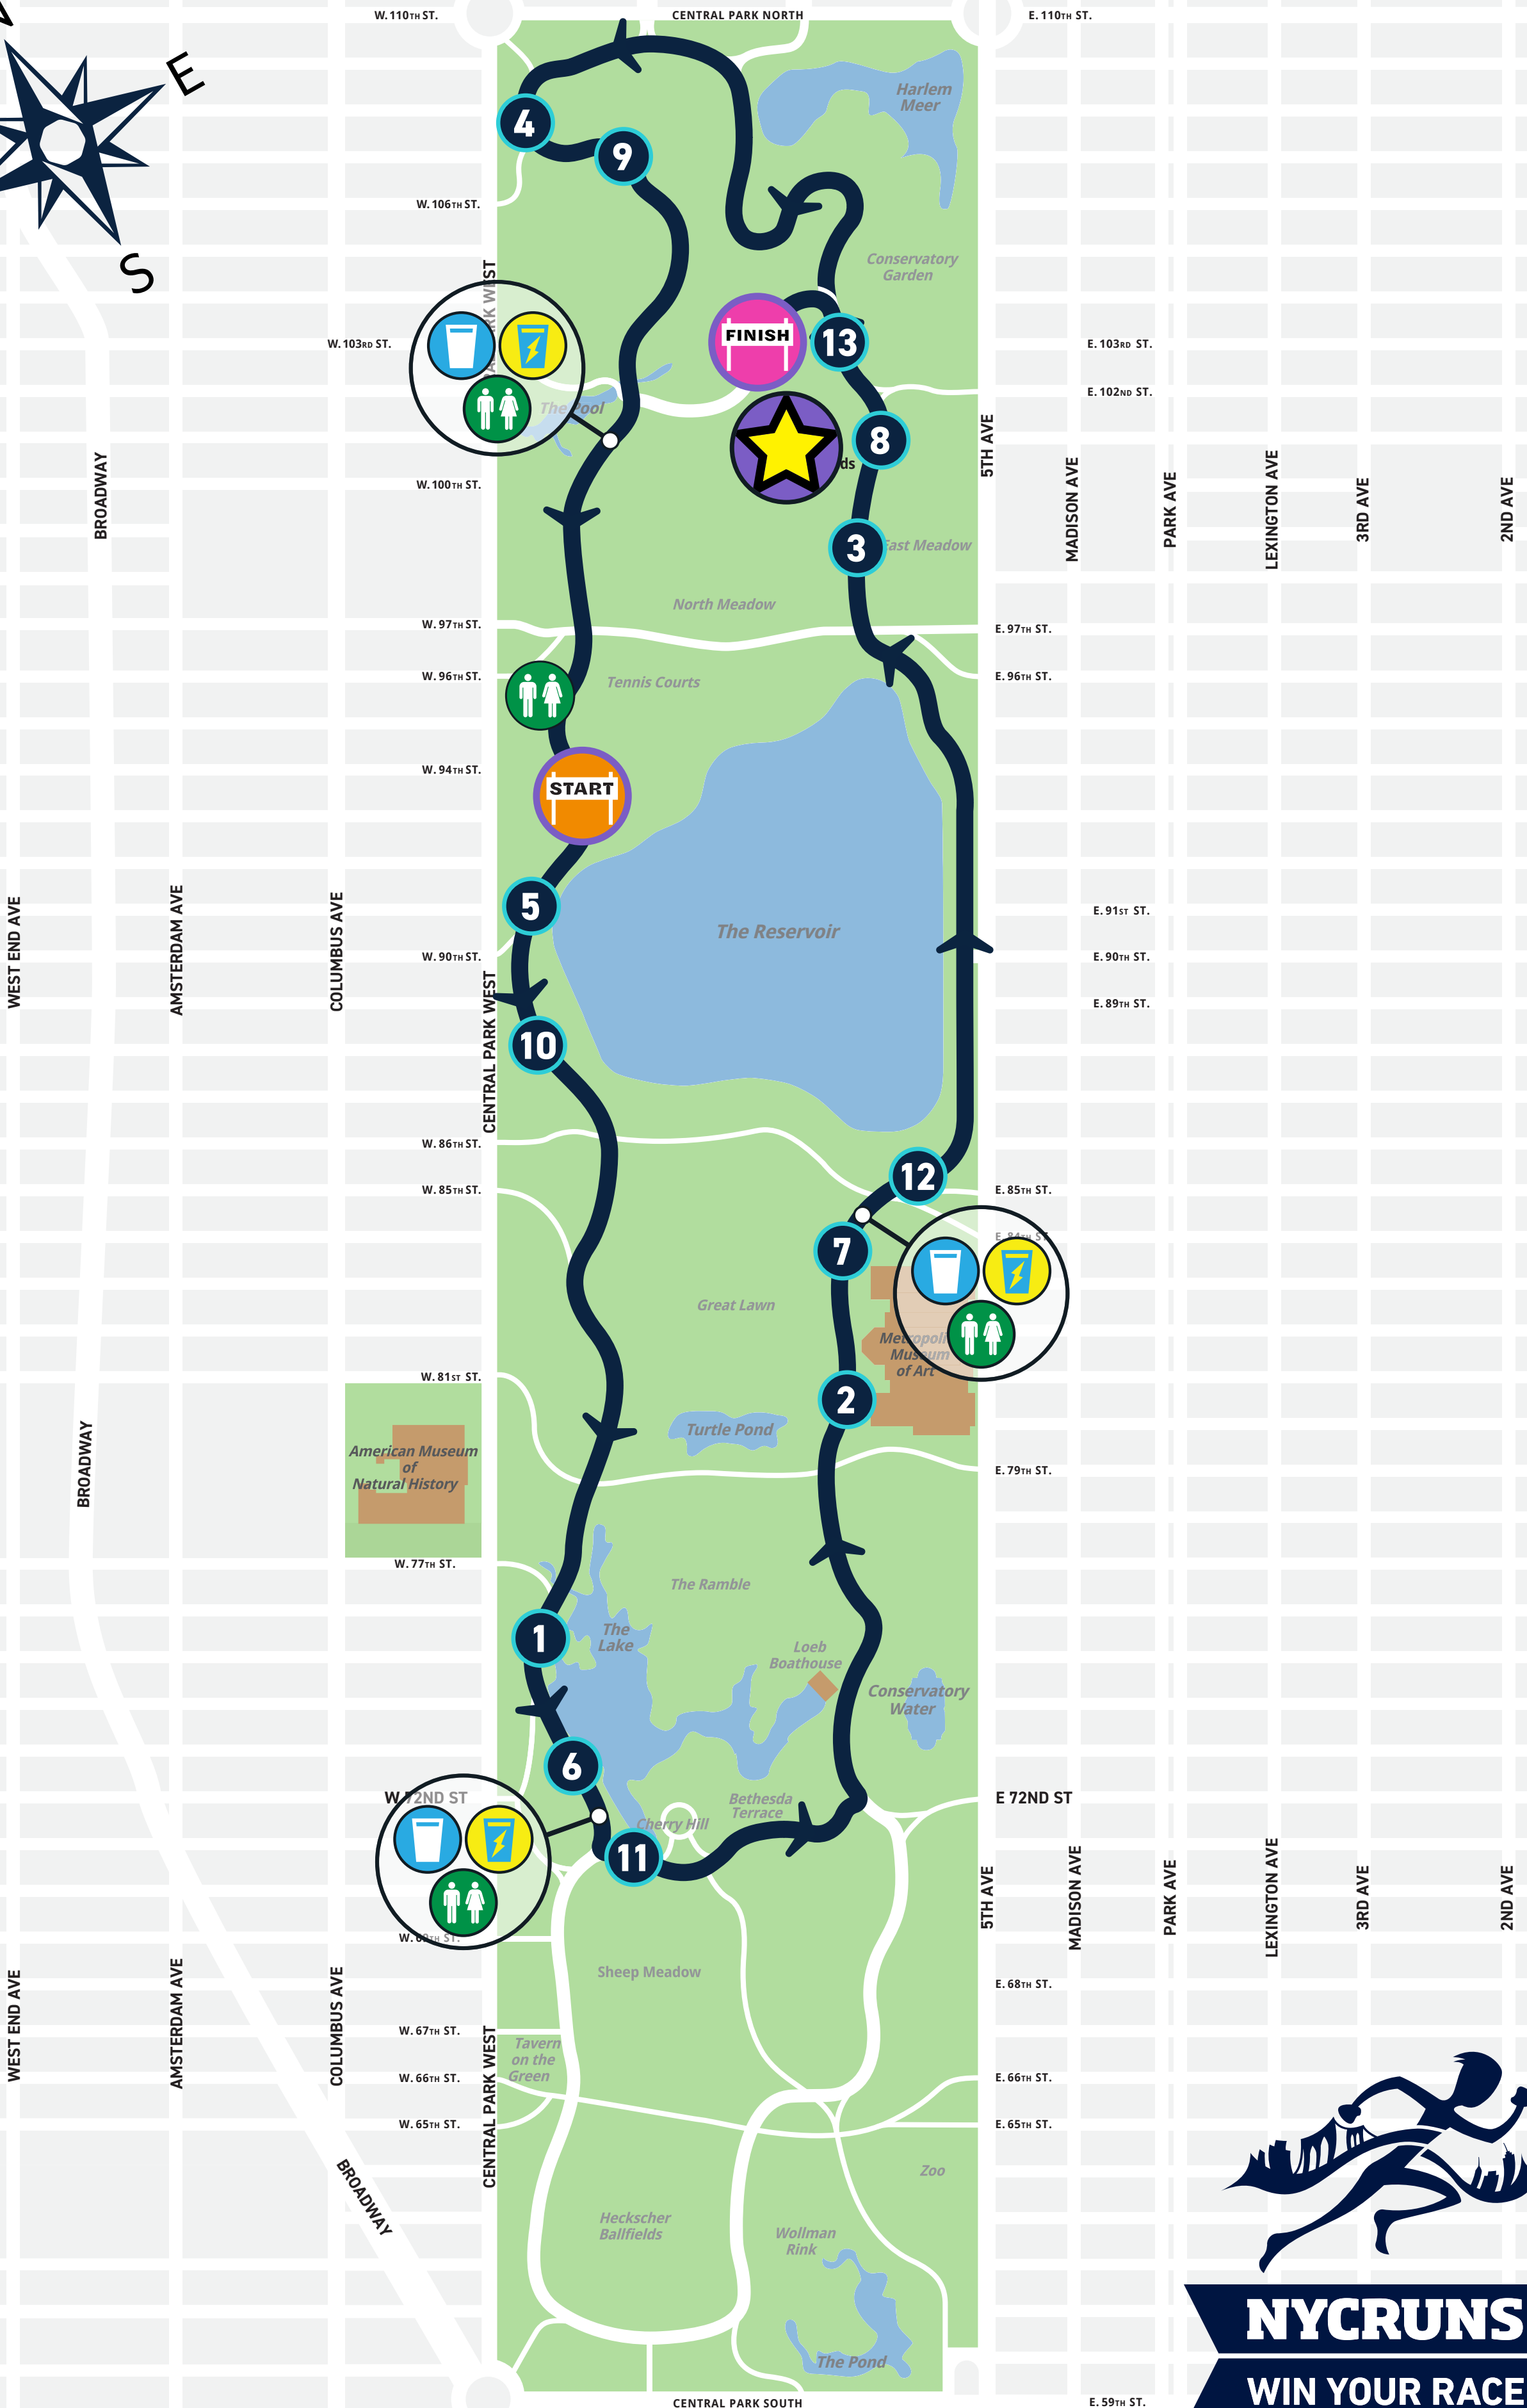 W. 110TH ST.
CENTRAL PARK NORTH
E. 110TH ST.
E
S
Harlem
Meer
4
9
W. 106TH ST.
Conservatory
Garden
FINISH
13
W. 103RD ST.
E. 103RD ST.
E. 102ND ST.
The Pool
8
5TH AVE
MADISON AVE
PARK AVE
LEXINGTON AVE
3RD AVE
2ND AVE
BROADWAY
ds
W. 100TH ST.
3
East Meadow
North Meadow
W. 97TH ST.
E. 97TH ST.
W. 96TH ST.
Tennis Courts
E. 96TH ST.
W. 94TH ST.
START
5
WEST END AVE
AMSTERDAM AVE
COLUMBUS AVE
CENTRAL PARK WEST
The Reservoir
E. 91ST ST.
W. 90TH ST.
E. 90TH ST.
E. 89TH ST.
10
W. 86TH ST.
12
W. 85TH ST.
E. 85TH ST.
E. 84TH ST.
7
Great Lawn
Metropoli
Museum
of Art
W. 81ST ST.
2
Turtle Pond
American Museum
of
Natural History
BROADWAY
E. 79TH ST.
W. 77TH ST.
The Ramble
1
The
Lake
Loeb
Boathouse
Conservatory
Water
6
W 72ND ST
Bethesda
Terrace
E 72ND ST
Cherry Hill
11
5TH AVE
MADISON AVE
PARK AVE
LEXINGTON AVE
3RD AVE
2ND AVE
Sheep Meadow
E. 68TH ST.
WEST END AVE
AMSTERDAM AVE
COLUMBUS AVE
CENTRAL PARK WEST
W. 67TH ST.
Tavern
on the
Green
W. 66TH ST.
E. 66TH ST.
W. 65TH ST.
E. 65TH ST.
BROADWAY
Zoo
Heckscher
Ballfields
Wollman
Rink
NYCRUNS
The Pond
WIN YOUR RACE
CENTRAL PARK SOUTH
E. 59TH ST.